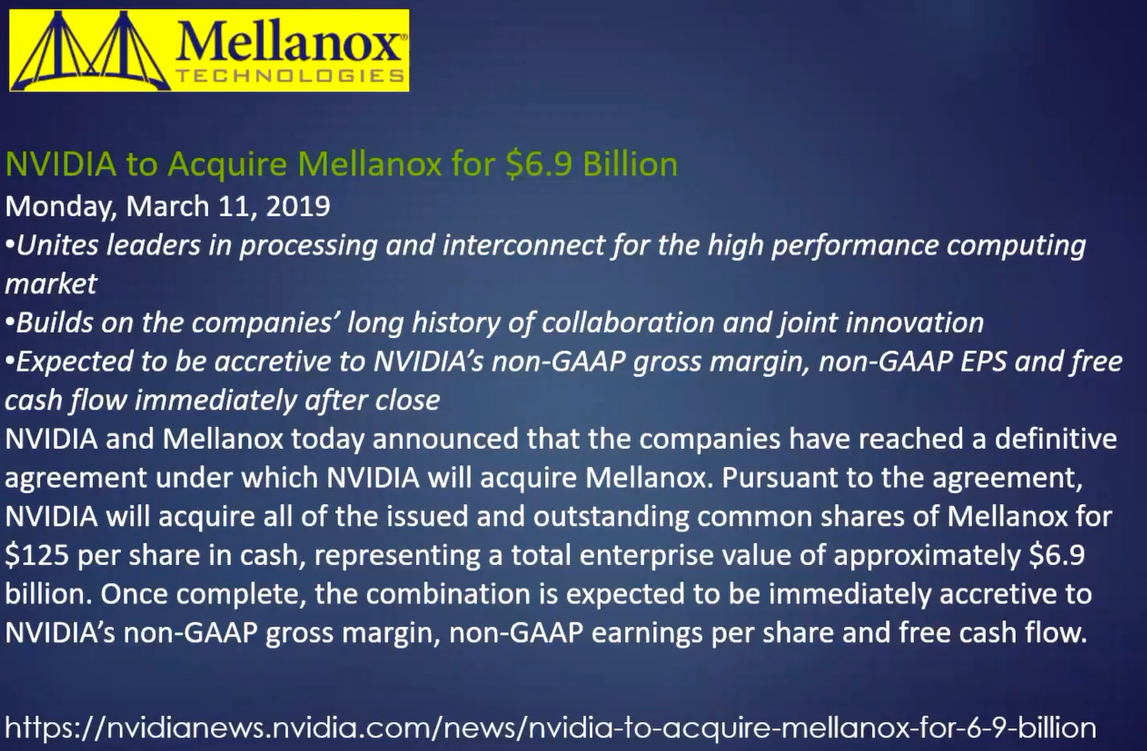 Mellanox®
TECHNOLOGIES
NVIDIA to Acquire Mellanox for $6.9 Billion
Monday, March 11, 2019
•Unites leaders in processing and interconnect for the high performance computing
market
•Builds on the companies’ long history of collaboration and joint innovation
•Expected to be accretive to NVIDIA’s non-GAAP gross margin, non-GAAP EPS and free
cash flow immediately after close
NVIDIA and Mellanox today announced that the companies have reached a definitive
agreement under which NVIDIA will acquire Mellanox. Pursuant to the agreement,
NVIDIA will acquire all of the issued and outstanding common shares of Mellanox for
$125 per share in cash, representing a total enterprise value of approximately $6.9
billion. Once complete, the combination is expected to be immediately accretive to
NVIDIA’s non-GAAP gross margin, non-GAAP earnings per share and free cash flow.
https://nvidianews.nvidia.com/news/nvidia-to-acquire-mellanox-for-6-9-billion